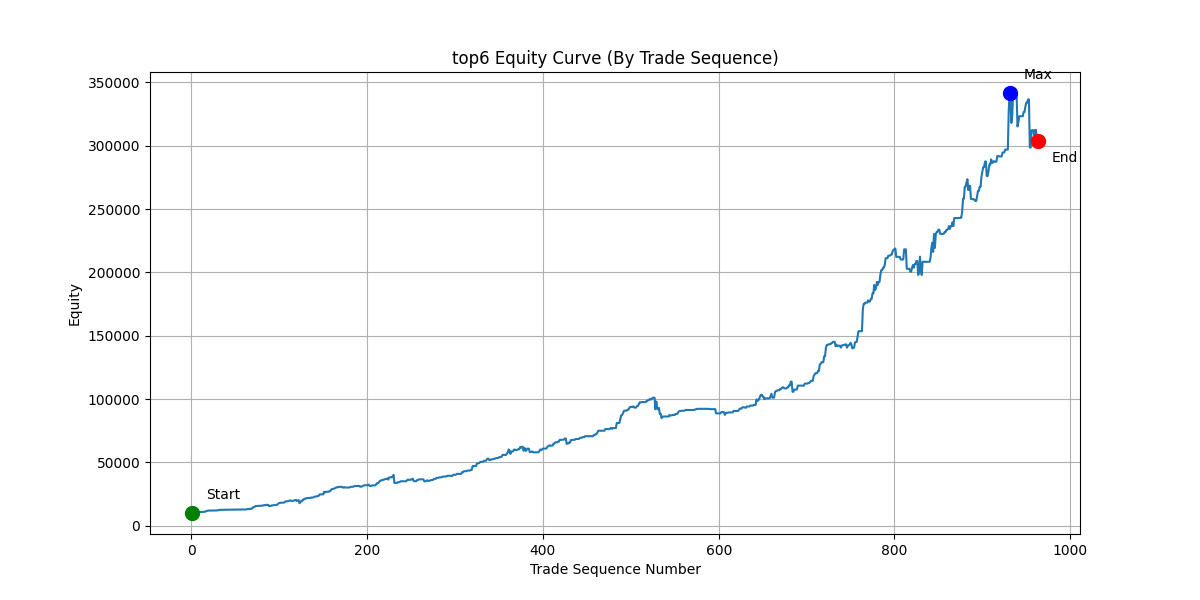 top6 Equity Curve (By Trade Sequence)
350000
Max
300000
End
250000
200000
Equity
150000
100000
50000
Start
0
0 200 400 600 800 1000
Trade Sequence Number